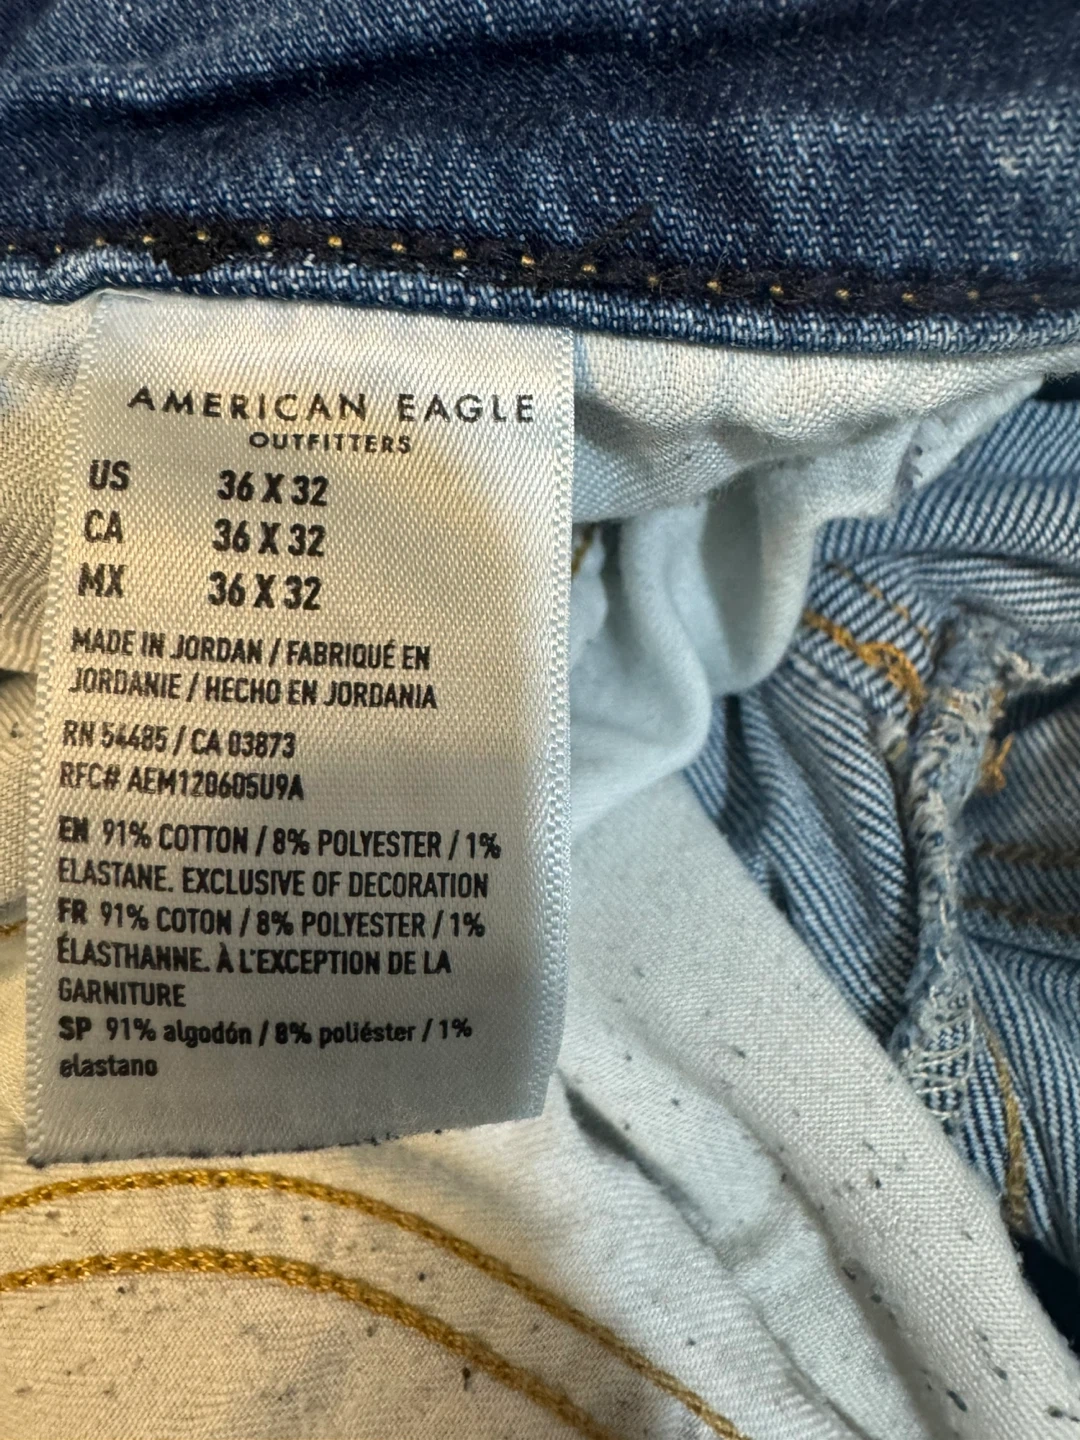 AMERICAN EAGLE
OUTFITTERS
US 36 X 32
CA 36 X 32
MX 36 X 32
MADE IN JORDAN / FABRIQUÉ EN
JORDANIE / HECHO EN JORDANIA
RN 54485 / CA 03873
RFC# AEM120605U9A
EN 91% COTTON / 8% POLYESTER / 1%
ELASTANE. EXCLUSIVE OF DECORATION
FR 91% COTON / 8% POLYESTER / 1%
ÉLASTHANNE. À L'EXCEPTION DE LA
GARNITURE
SP 91% algodón / 8% poliéster / 1%
elastano